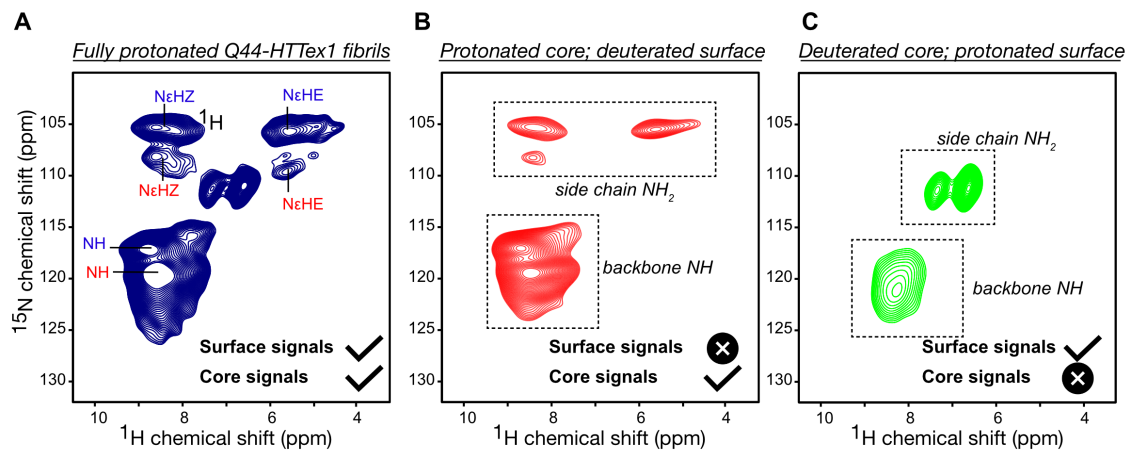 A
Fully protonated Q44-HTTex1 fibrils
NεHZ
NεHE
¹H
NεHZ
NεHE
NH
NH
Surface signals
Core signals
105
110
115
120
125
130
10
8
6
4
¹⁵N chemical shift (ppm)
¹H chemical shift (ppm)
B
Protonated core; deuterated surface
side chain NH₂
backbone NH
Surface signals
Core signals
105
110
115
120
125
130
10
8
6
4
¹H chemical shift (ppm)
C
Deuterated core; protonated surface
side chain NH₂
backbone NH
Surface signals
Core signals
105
110
115
120
125
130
10
8
6
4
¹H chemical shift (ppm)